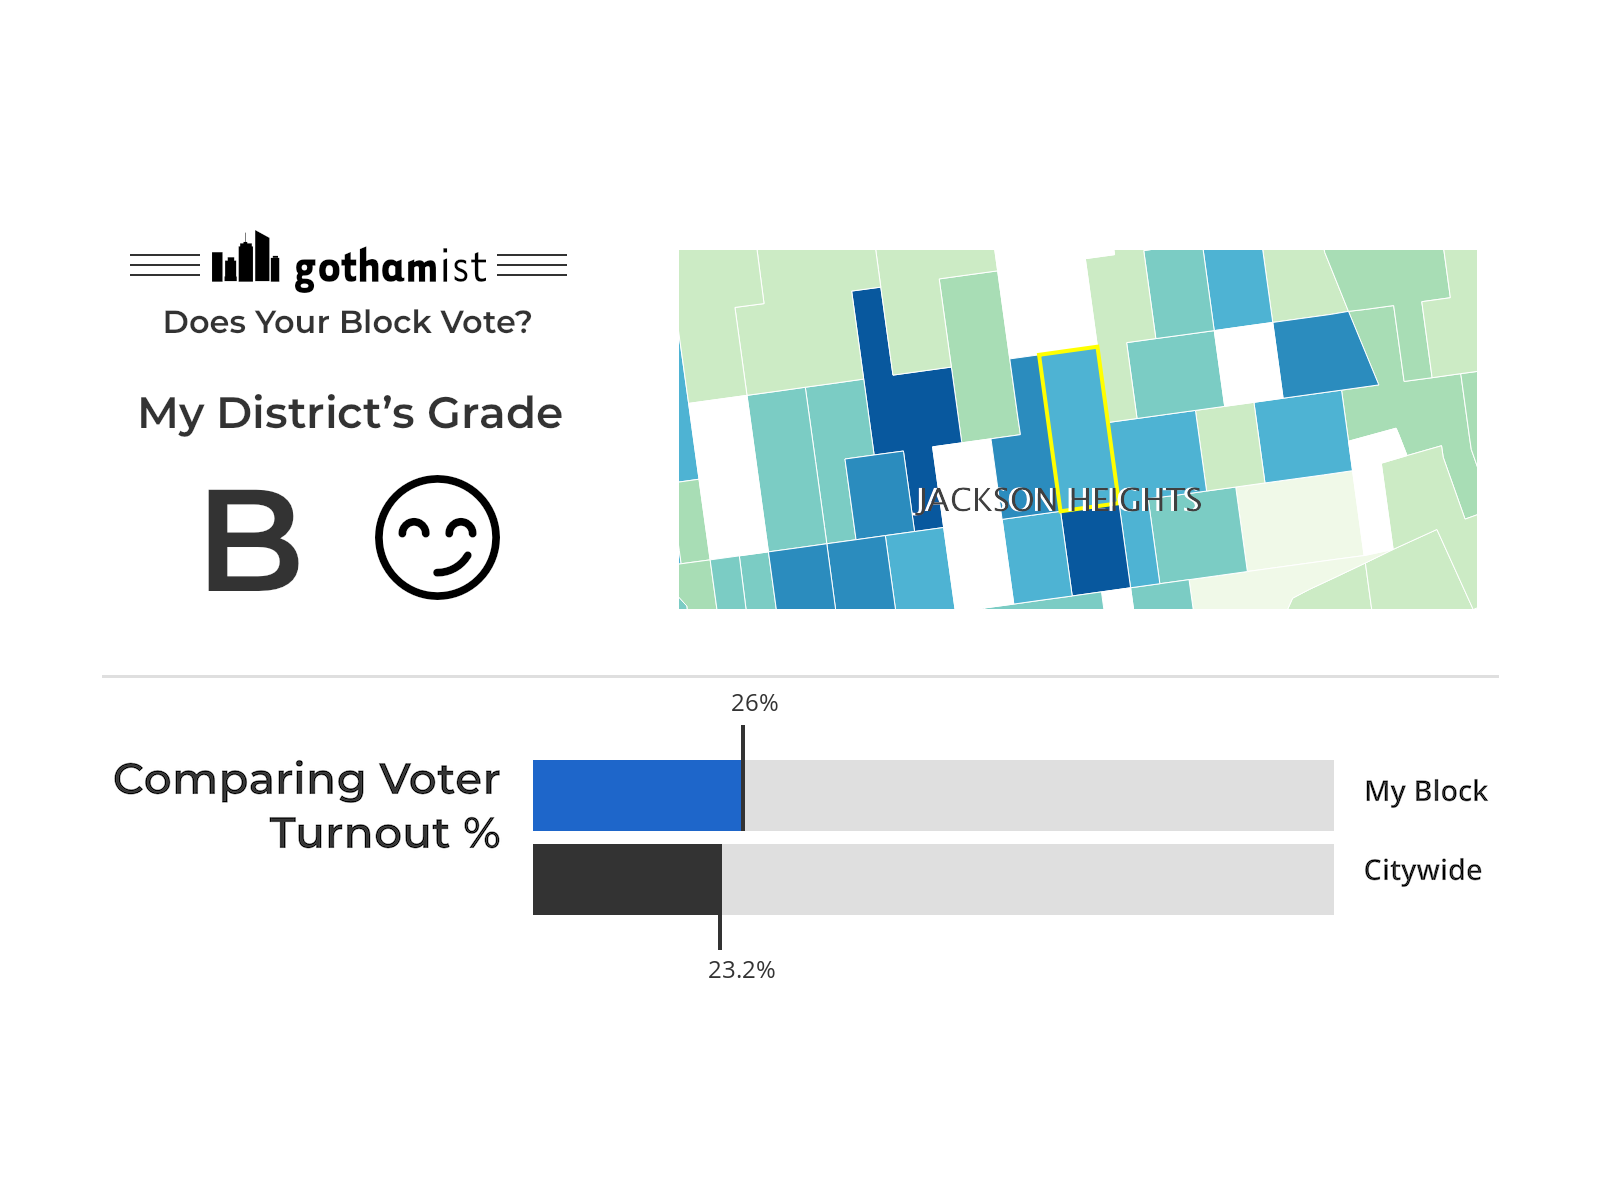 gothamist
Does Your Block Vote?
My District’s Grade
B
JACKSON HEIGHTS
26%
Comparing Voter
Turnout %
My Block
Citywide
23.2%